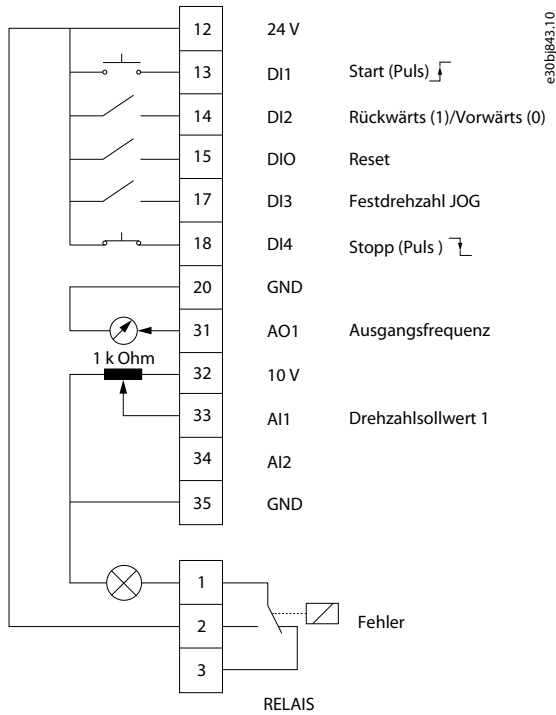 e30bj843.10
12 24 V
13 DI1 Start (Puls)
14 DI2 Rückwärts (1)/Vorwärts (0)
15 DIO Reset
17 DI3 Festdrehzahl JOG
18 DI4 Stopp (Puls )
20 GND
31 AO1 Ausgangsfrequenz
1 k Ohm
32 10 V
33 AI1 Drehzahlsollwert 1
34 AI2
35 GND
1
2 Fehler
3
RELAIS